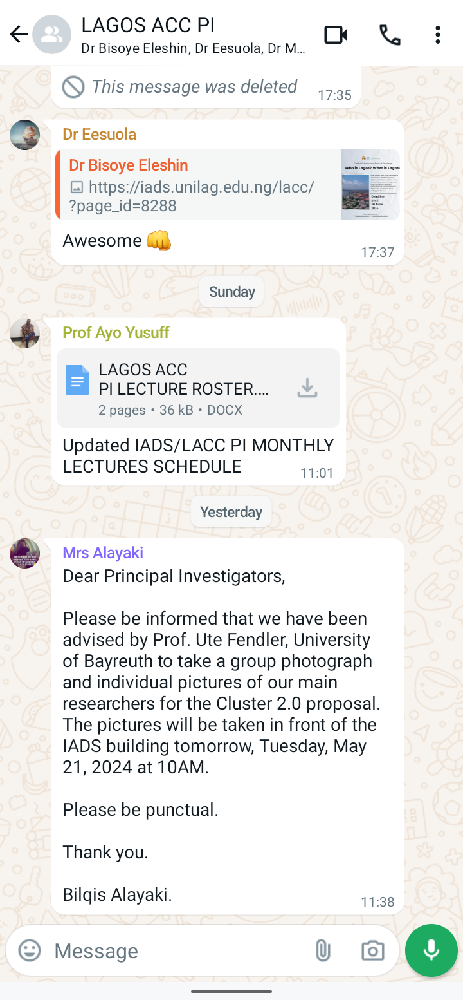 LAGOS ACC PI
Dr Bisoye Eleshin, Dr Eesuola, Dr M...
This message was deleted 17:35
Dr Eesuola
Dr Bisoye Eleshin
https://iads.unilag.edu.ng/lacc/
?page_id=8288
Who is Lagos? What is Lagos?
Deadline
Until
30 June,
2024
Awesome 👊
17:37
Sunday
Prof Ayo Yusuff
LAGOS ACC
PI LECTURE ROSTER....
2 pages • 36 kB • DOCX
Updated IADS/LACC PI MONTHLY
LECTURES SCHEDULE
11:01
Yesterday
Mrs Alayaki
Dear Principal Investigators,
Please be informed that we have been
advised by Prof. Ute Fendler, University
of Bayreuth to take a group photograph
and individual pictures of our main
researchers for the Cluster 2.0 proposal.
The pictures will be taken in front of the
IADS building tomorrow, Tuesday, May
21, 2024 at 10AM.
Please be punctual.
Thank you.
Bilqis Alayaki.
11:38
Message